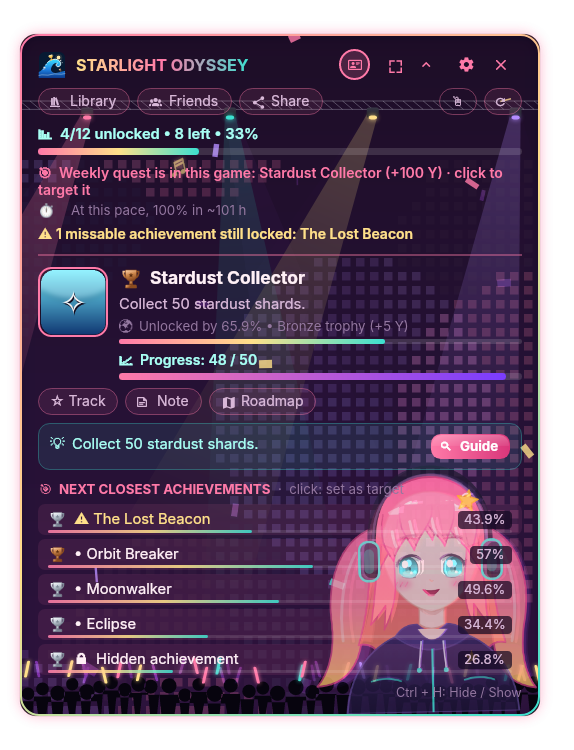 STARLIGHT ODYSSEY
Library
Friends
Share
4/12 unlocked • 8 left • 33%
Weekly quest is in this game: Stardust Collector (+100 Y) · click to
target it
At this pace, 100% in ~101 h
1 missable achievement still locked: The Lost Beacon
Stardust Collector
Collect 50 stardust shards.
Unlocked by 65.9% • Bronze trophy (+5 Y)
Progress: 48 / 50
Track
Note
Roadmap
Collect 50 stardust shards.
Guide
NEXT CLOSEST ACHIEVEMENTS · click: set as target
The Lost Beacon 43.9%
• Orbit Breaker 57%
• Moonwalker 49.6%
• Eclipse 34.4%
Hidden achievement 26.8%
Ctrl + H: Hide / Show